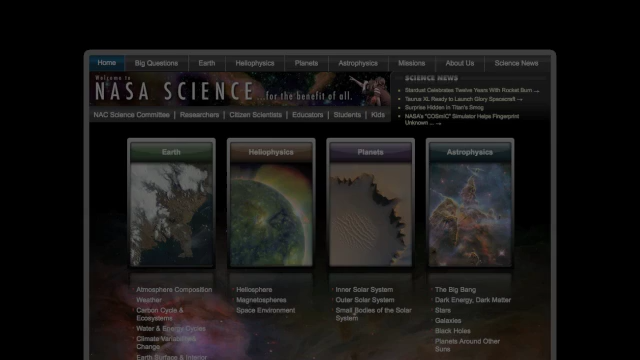 Home Big Questions Earth Heliophysics Planets Astrophysics Missions About Us Science News
Welcome to
NASA SCIENCE ...for the benefit of all.
SCIENCE NEWS
Stardust Celebrates Twelve Years With Rocket Burn →
Taurus XL Ready to Launch Glory Spacecraft →
Surprise Hidden in Titan's Smog
NASA's "COSmIC" Simulator Helps Fingerprint
Unknown ... →
NAC Science Committee | Researchers | Citizen Scientists | Educators | Students | Kids
Earth
Atmosphere Composition
Weather
Carbon Cycle &
Ecosystems
Water & Energy Cycles
Climate Variability &
Change
Earth Surface & Interior
Heliophysics
Heliosphere
Magnetospheres
Space Environment
Planets
Inner Solar System
Outer Solar System
Small Bodies of the Solar
System
Astrophysics
The Big Bang
Dark Energy, Dark Matter
Stars
Galaxies
Black Holes
Planets Around Other
Suns